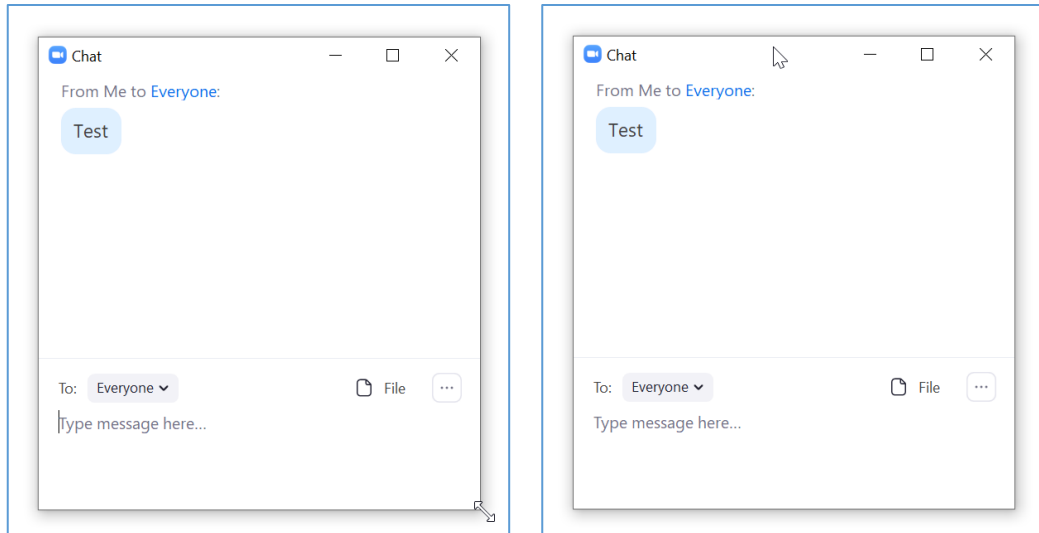 Chat
From Me to Everyone:
Test
To: Everyone File ...
Type message here...
Chat
From Me to Everyone:
Test
To: Everyone File ...
Type message here...